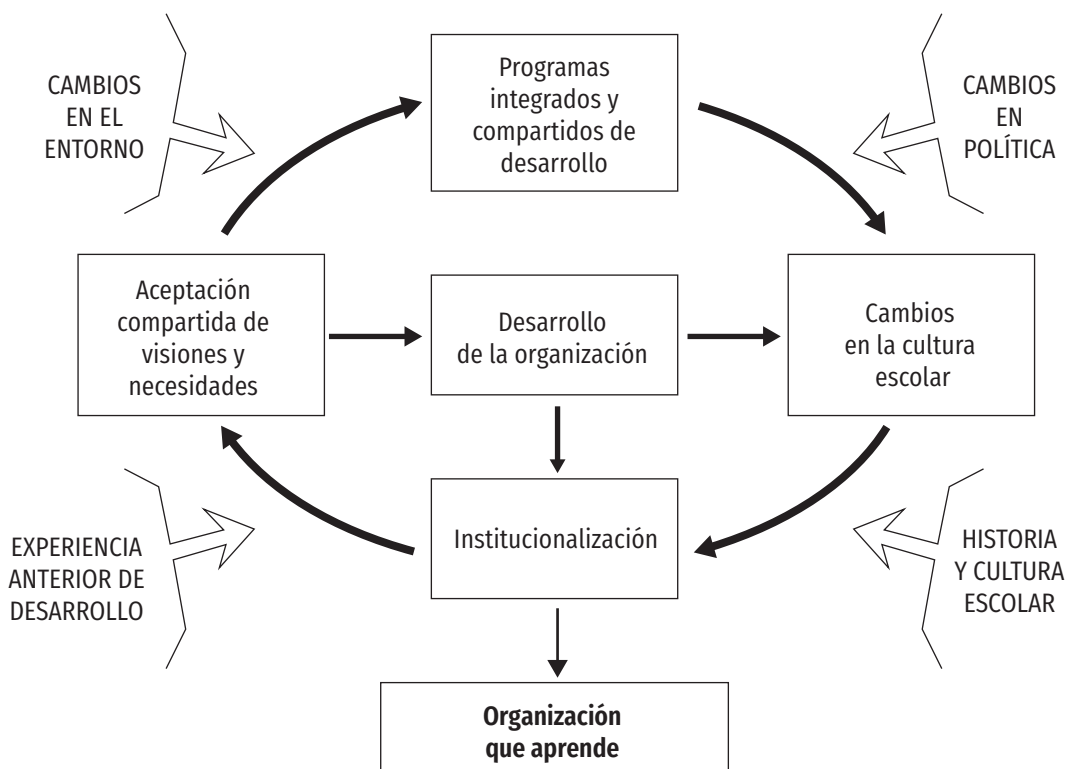 CAMBIOS
EN EL
ENTORNO
Programas
integrados y
compartidos de
desarrollo
CAMBIOS
EN
POLÍTICA
Aceptación
compartida de
visiones y
necesidades
Desarrollo
de la organización
Cambios
en la cultura
escolar
EXPERIENCIA
ANTERIOR DE
DESARROLLO
Institucionalización
HISTORIA
Y CULTURA
ESCOLAR
Organización
que aprende